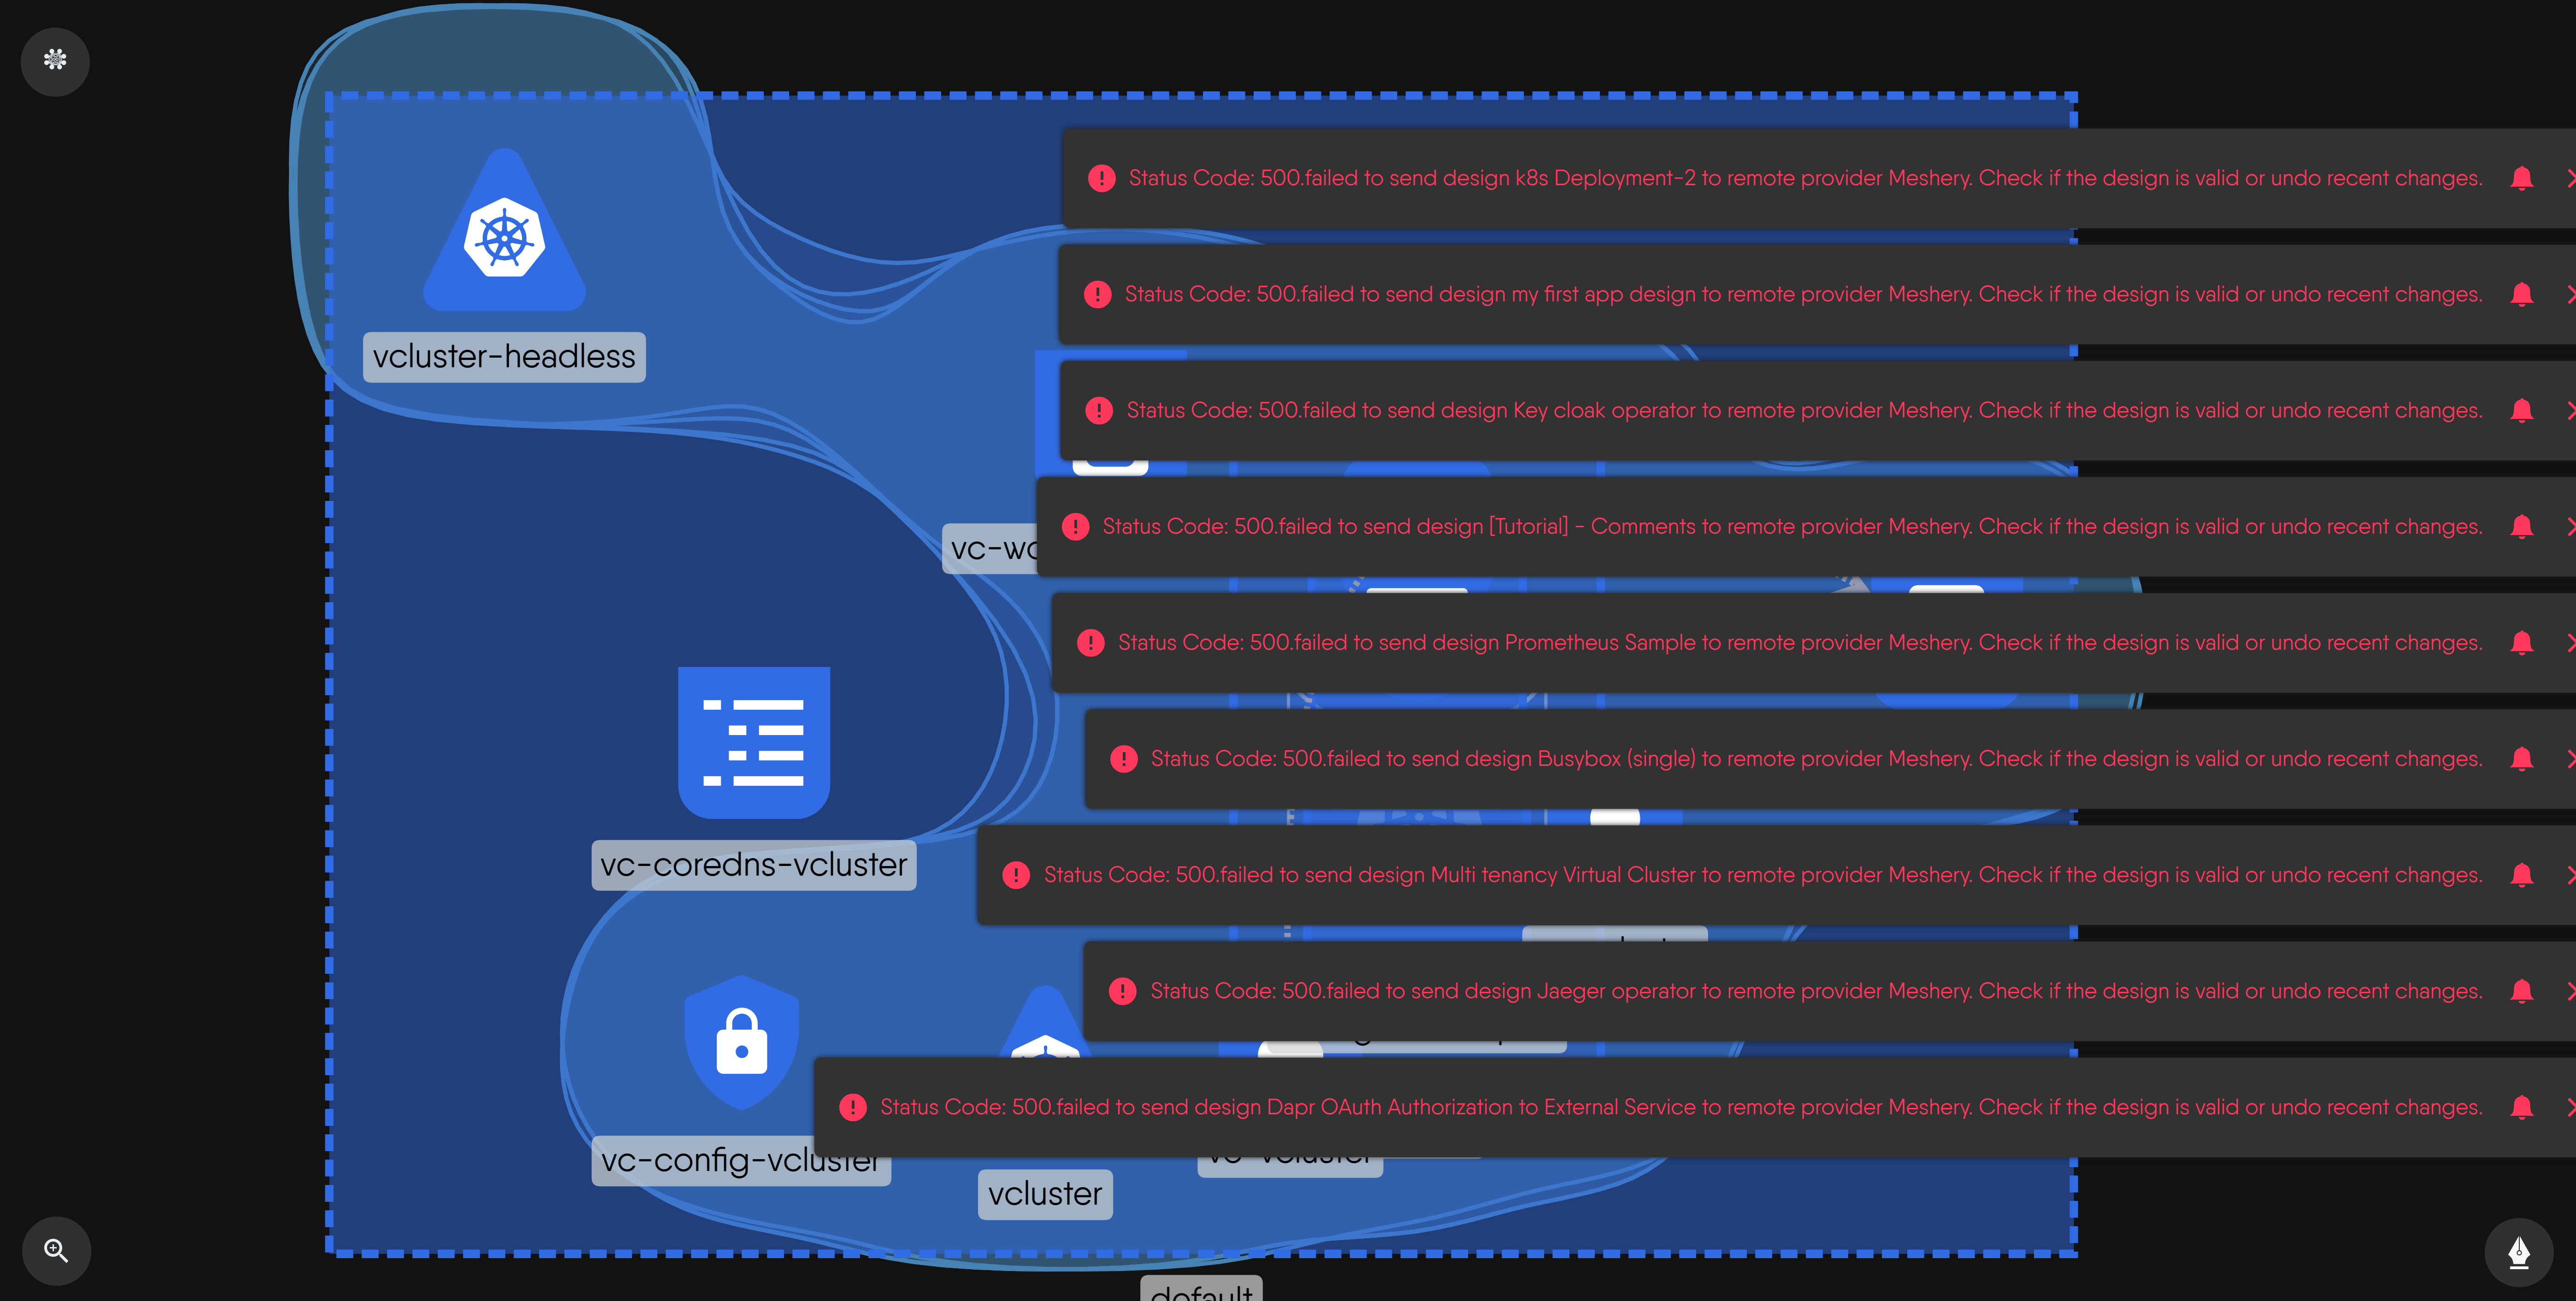 Status Code: 500.failed to send design k8s Deployment-2 to remote provider Meshery. Check if the design is valid or undo recent changes.
Status Code: 500.failed to send design my first app design to remote provider Meshery. Check if the design is valid or undo recent changes.
vcluster-headless
Status Code: 500.failed to send design Key cloak operator to remote provider Meshery. Check if the design is valid or undo recent changes.
Status Code: 500.failed to send design [Tutorial] - Comments to remote provider Meshery. Check if the design is valid or undo recent changes.
Status Code: 500.failed to send design Prometheus Sample to remote provider Meshery. Check if the design is valid or undo recent changes.
Status Code: 500.failed to send design Busybox (single) to remote provider Meshery. Check if the design is valid or undo recent changes.
vc-coredns-vcluster
Status Code: 500.failed to send design Multi tenancy Virtual Cluster to remote provider Meshery. Check if the design is valid or undo recent changes.
Status Code: 500.failed to send design Jaeger operator to remote provider Meshery. Check if the design is valid or undo recent changes.
Status Code: 500.failed to send design Dapr OAuth Authorization to External Service to remote provider Meshery. Check if the design is valid or undo recent changes.
vc-config-vcluster
vc-vcluster
vcluster
default